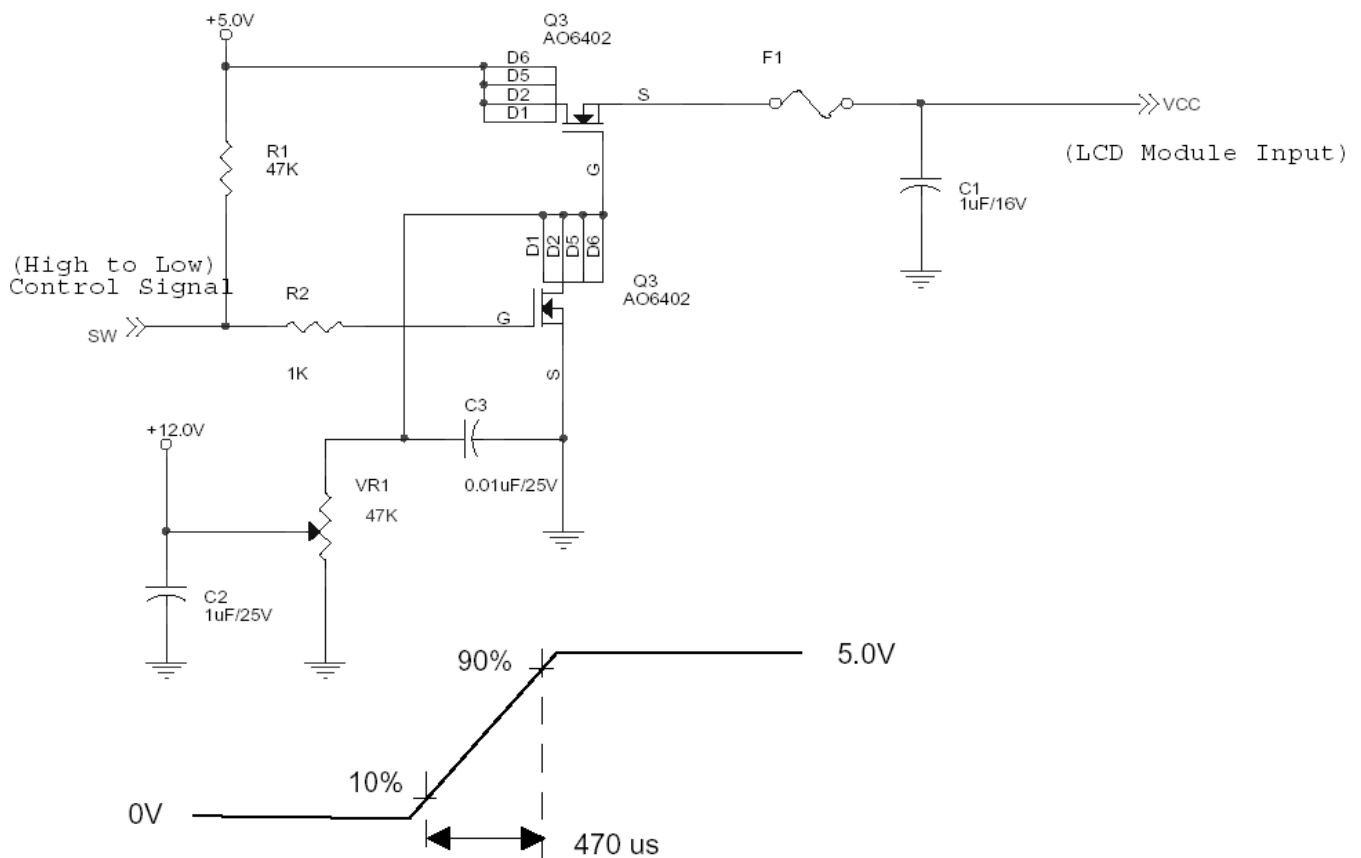 +5.0V
Q3
AO6402
D6
D5
D2
D1
S
F1
VCC
(LCD Module Input)
R1
47K
G
C1
1uF/16V
D1
D2
D5
D6
(High to Low)
Control Signal
Q3
AO6402
R2
SW
G
1K
S
C3
+12.0V
VR1
47K
0.01uF/25V
C2
1uF/25V
90%
5.0V
10%
0V
470 us